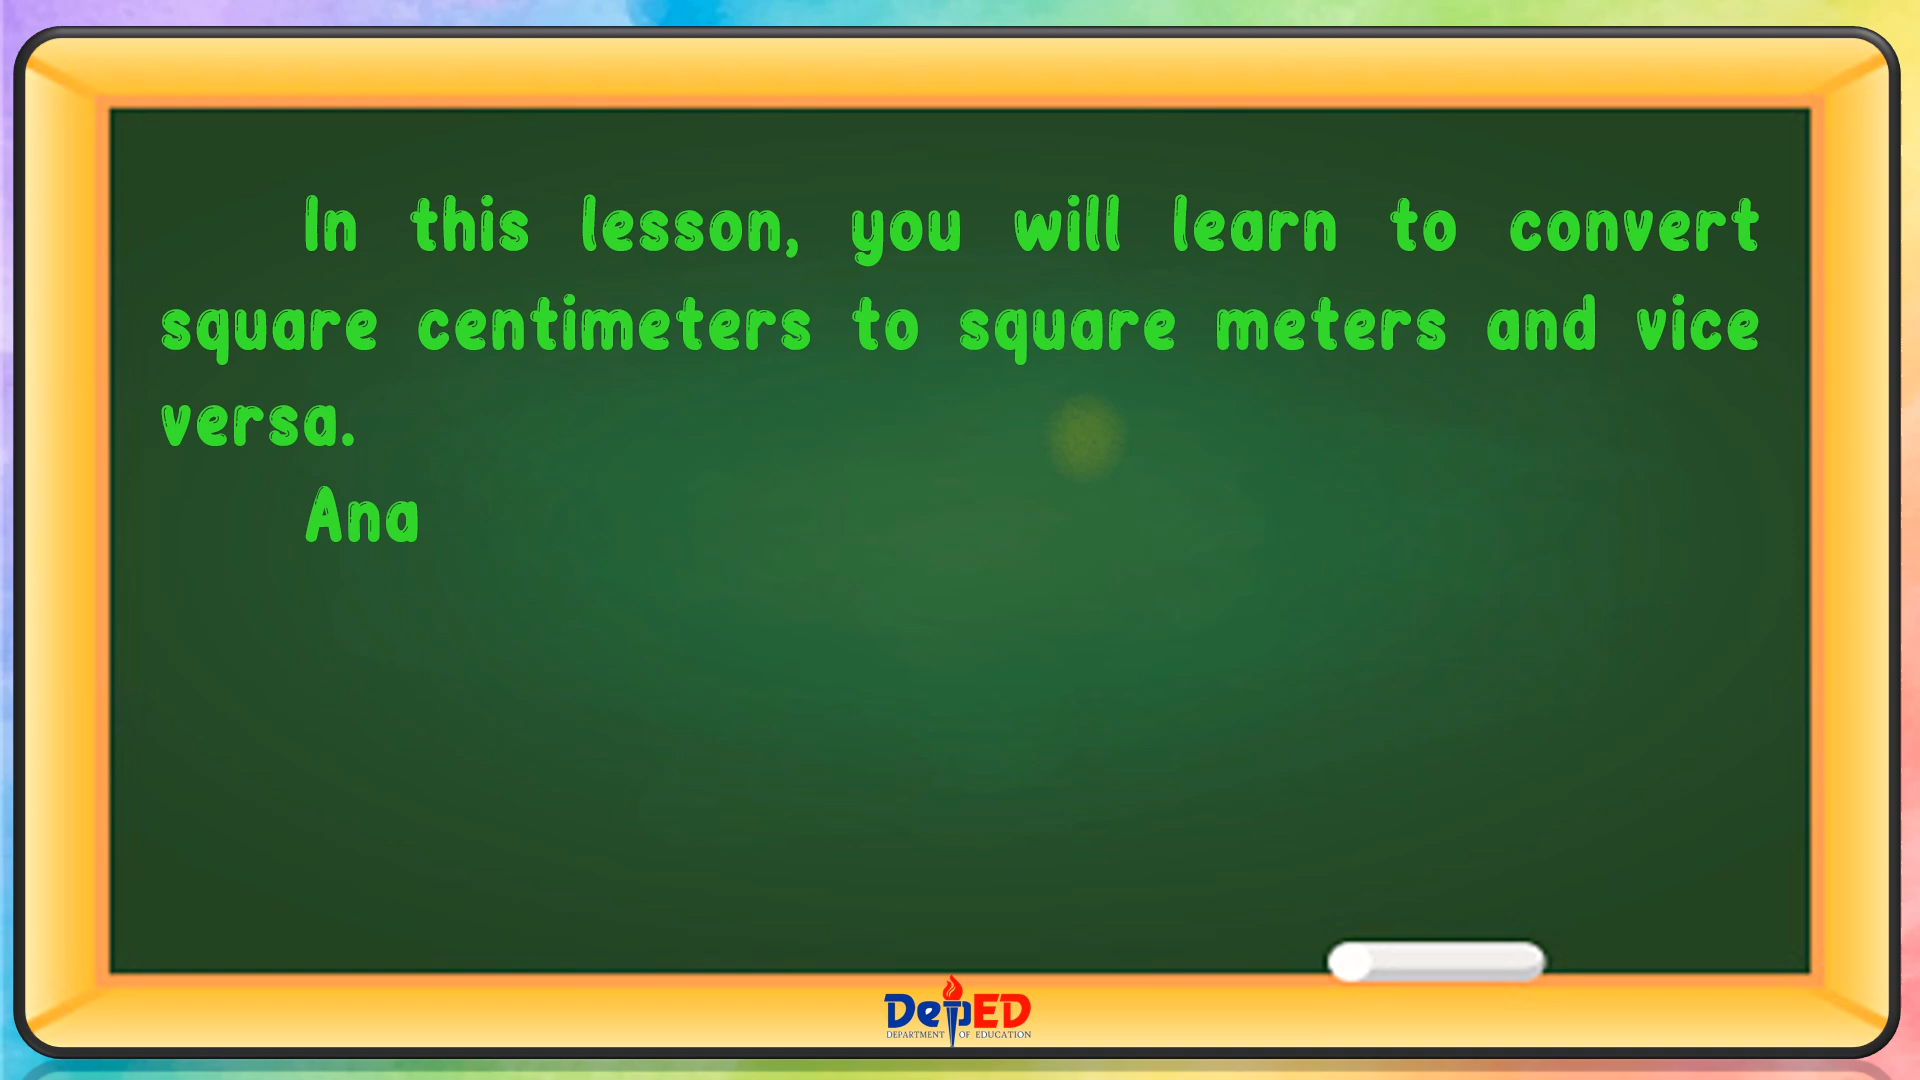 In this lesson, you will learn to convert
square centimeters to square meters and vice
versa.
Ana
DepED
DEPARTMENT OF EDUCATION